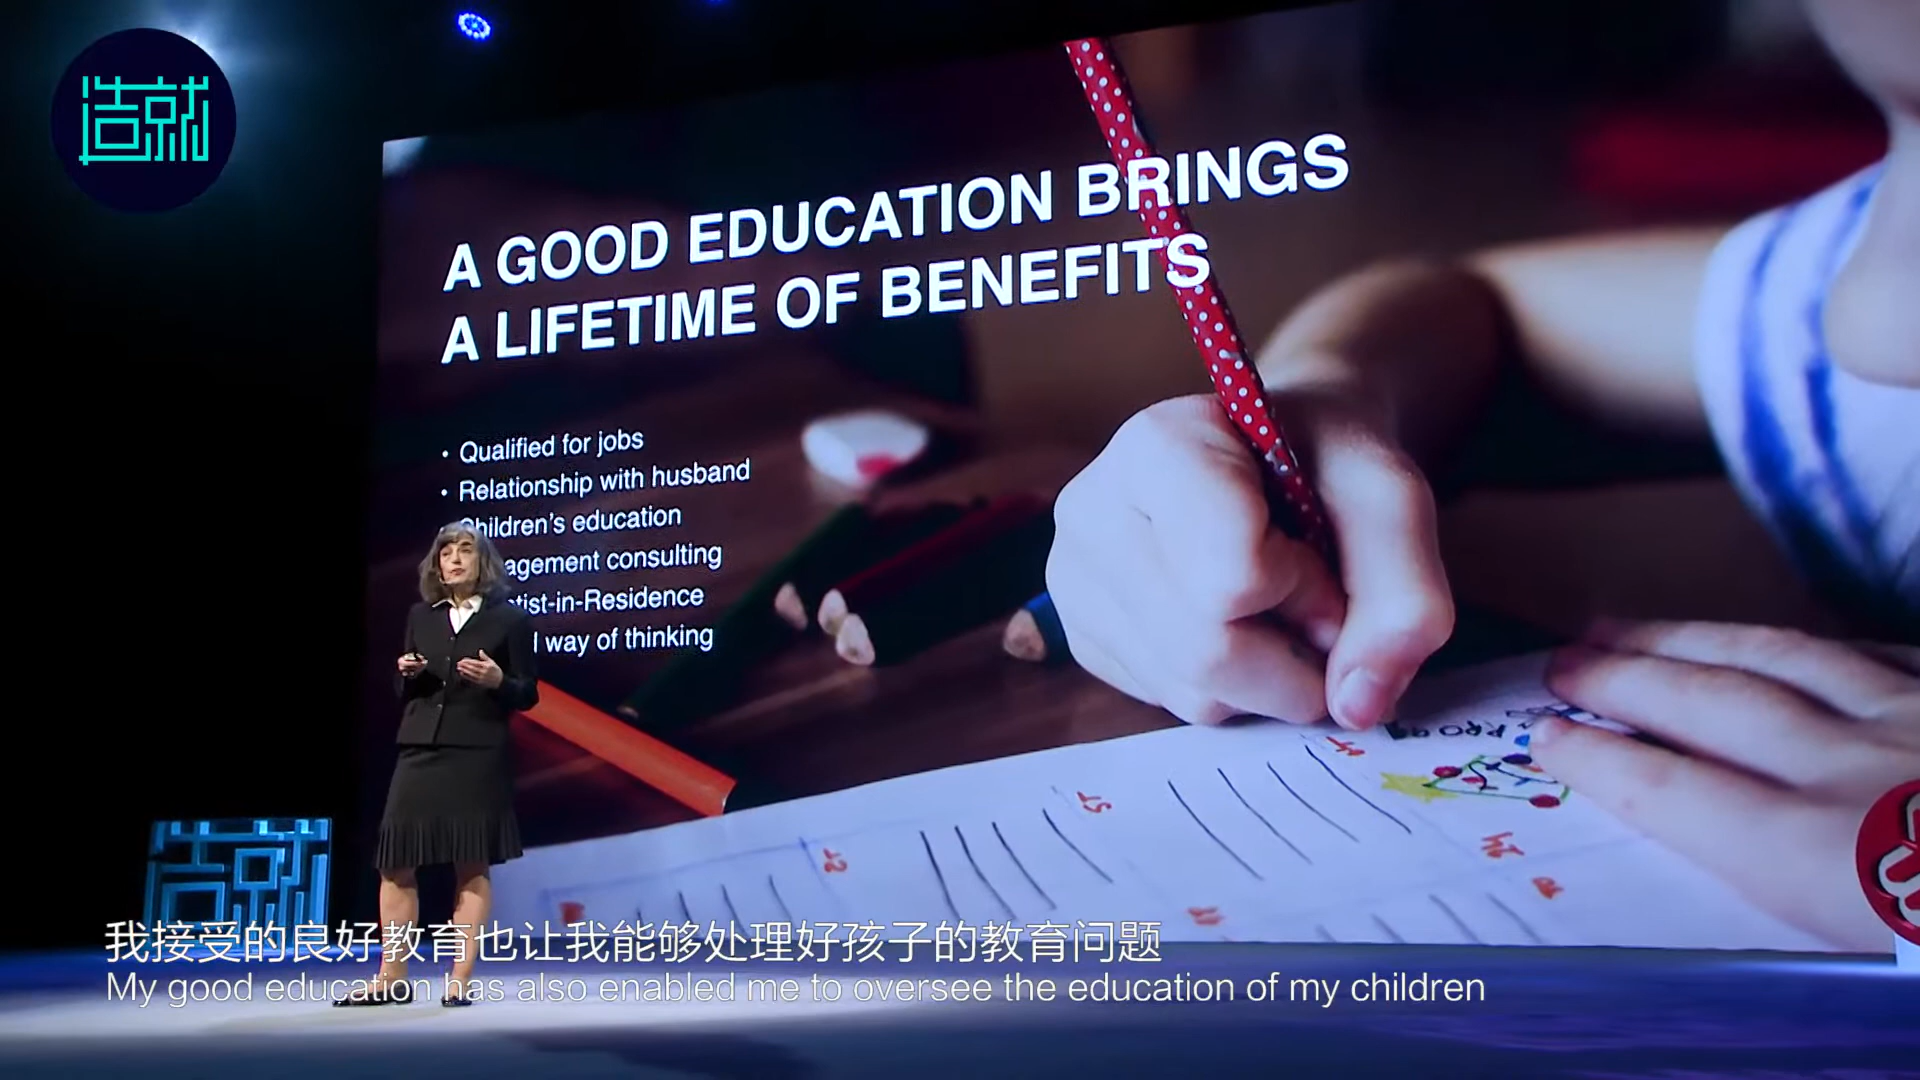 造就
A GOOD EDUCATION BRINGS
A LIFETIME OF BENEFITS
• Qualified for jobs
• Relationship with husband
Children's education
agement consulting
tist-in-Residence
way of thinking
造就
我接受的良好教育也让我能够处理好孩子的教育问题
My good education has also enabled me to oversee the education of my children